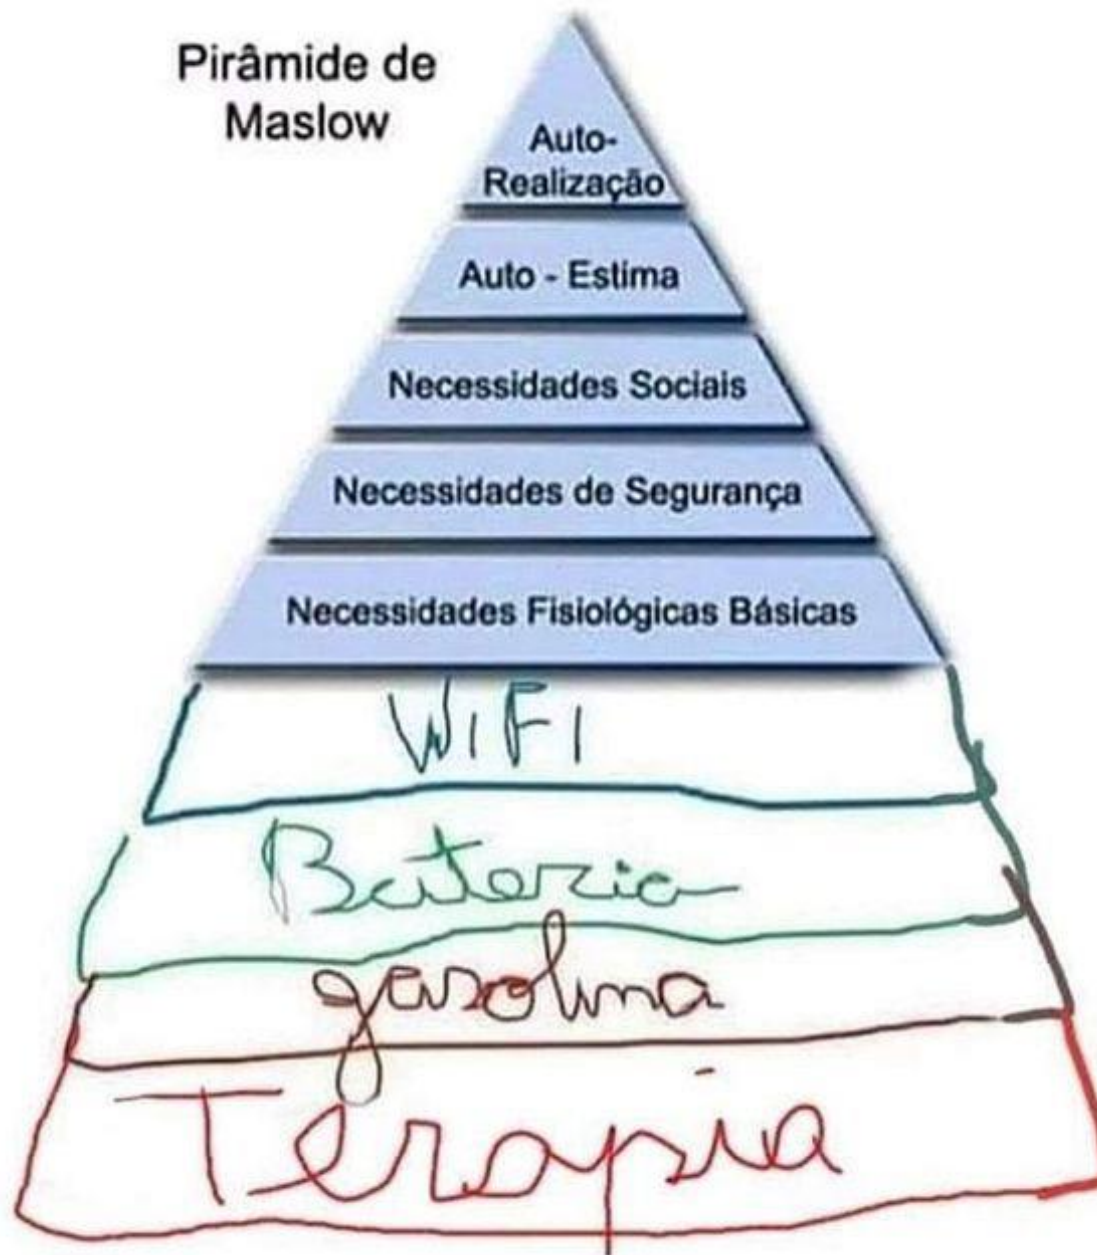 Pirâmide de
Maslow
Auto-
Realização
Auto - Estima
Necessidades Sociais
Necessidades de Segurança
Necessidades Fisiológicas Básicas
WiFi
Bateria
gasolina
Terapia